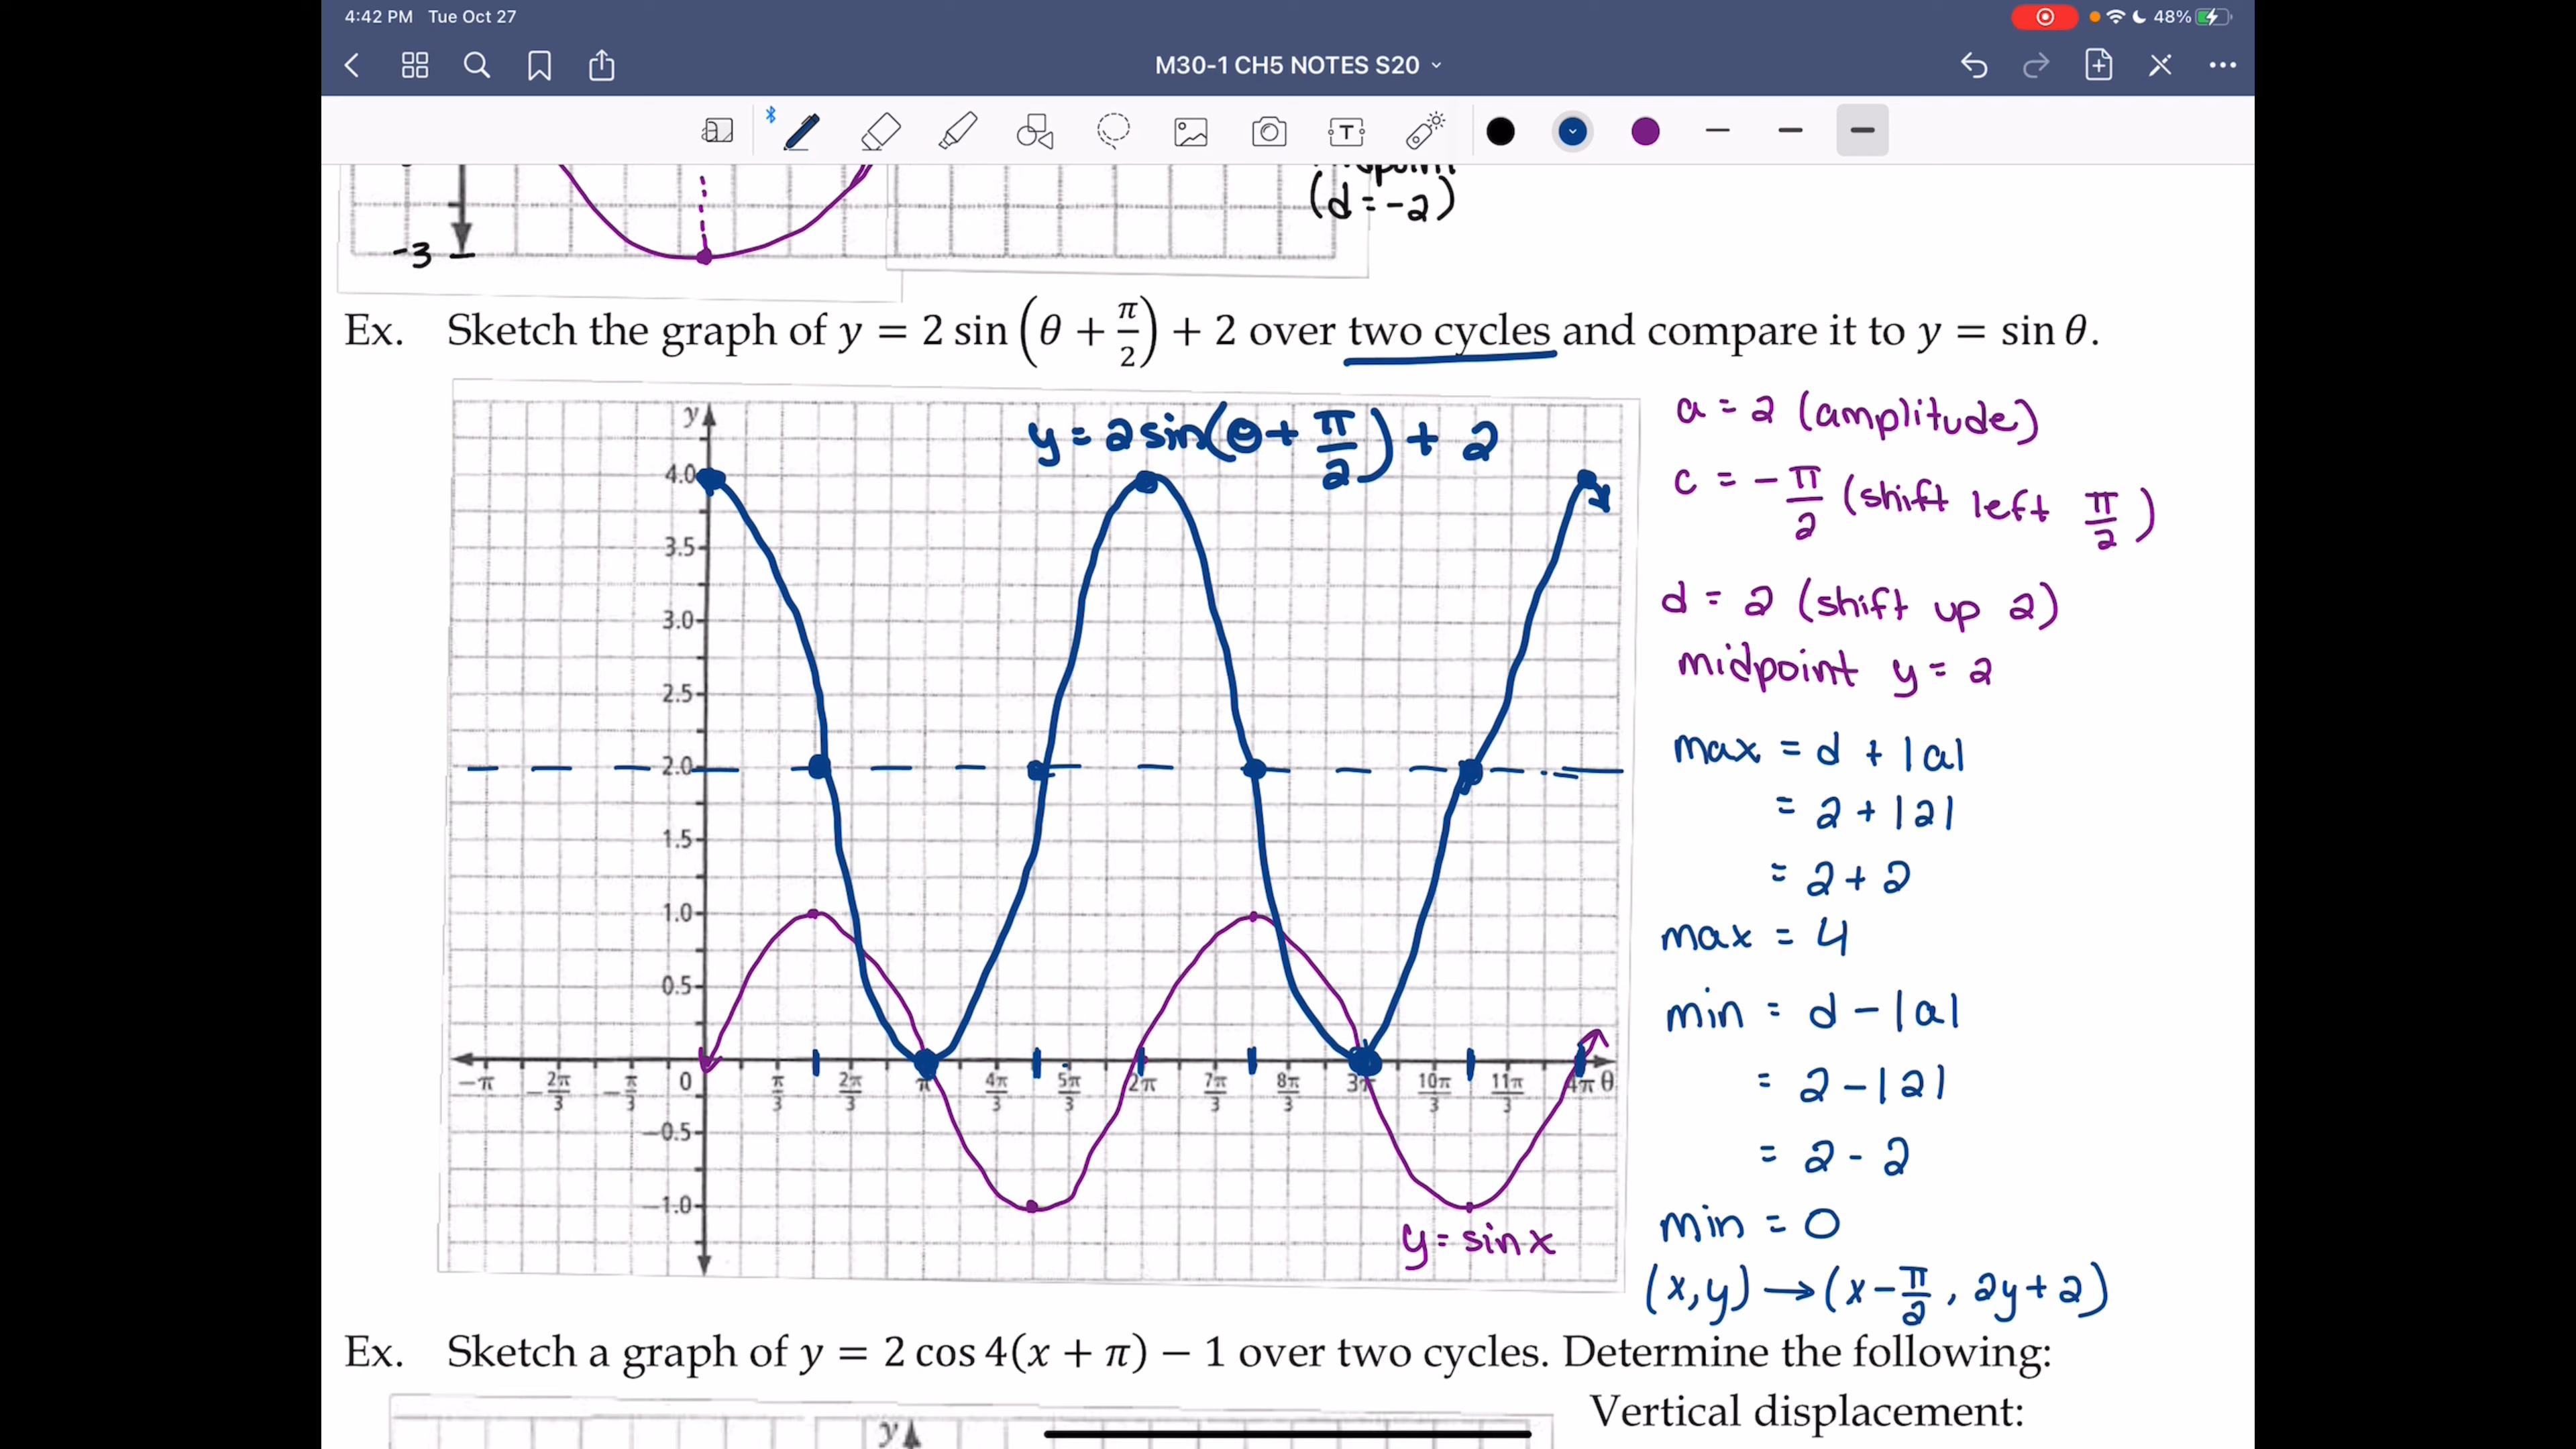 4:42 PM Tue Oct 27
48%
M30-1 CH5 NOTES S20
(d = -2)
-3
Ex. Sketch the graph of y = 2 sin(θ + π/2) + 2 over two cycles and compare it to y = sin θ.
y
y = 2 sin(θ + π/2) + 2
4.0
3.5
3.0
2.5
2.0
1.5
1.0
0.5
-π -2π/3 -π/3 0 π/3 2π/3 π 4π/3 5π/3 2π 7π/3 8π/3 3π 10π/3 11π/3 4π θ
-0.5
-1.0
y = sin x
a = 2 (amplitude)
c = -π/2 (shift left π/2)
d = 2 (shift up 2)
midpoint y = 2
max = d + |a|
= 2 + |2|
= 2 + 2
max = 4
min = d - |a|
= 2 - |2|
= 2 - 2
min = 0
(x,y) → (x - π/2, 2y + 2)
Ex. Sketch a graph of y = 2 cos 4(x + π) − 1 over two cycles. Determine the following:
Vertical displacement:
y